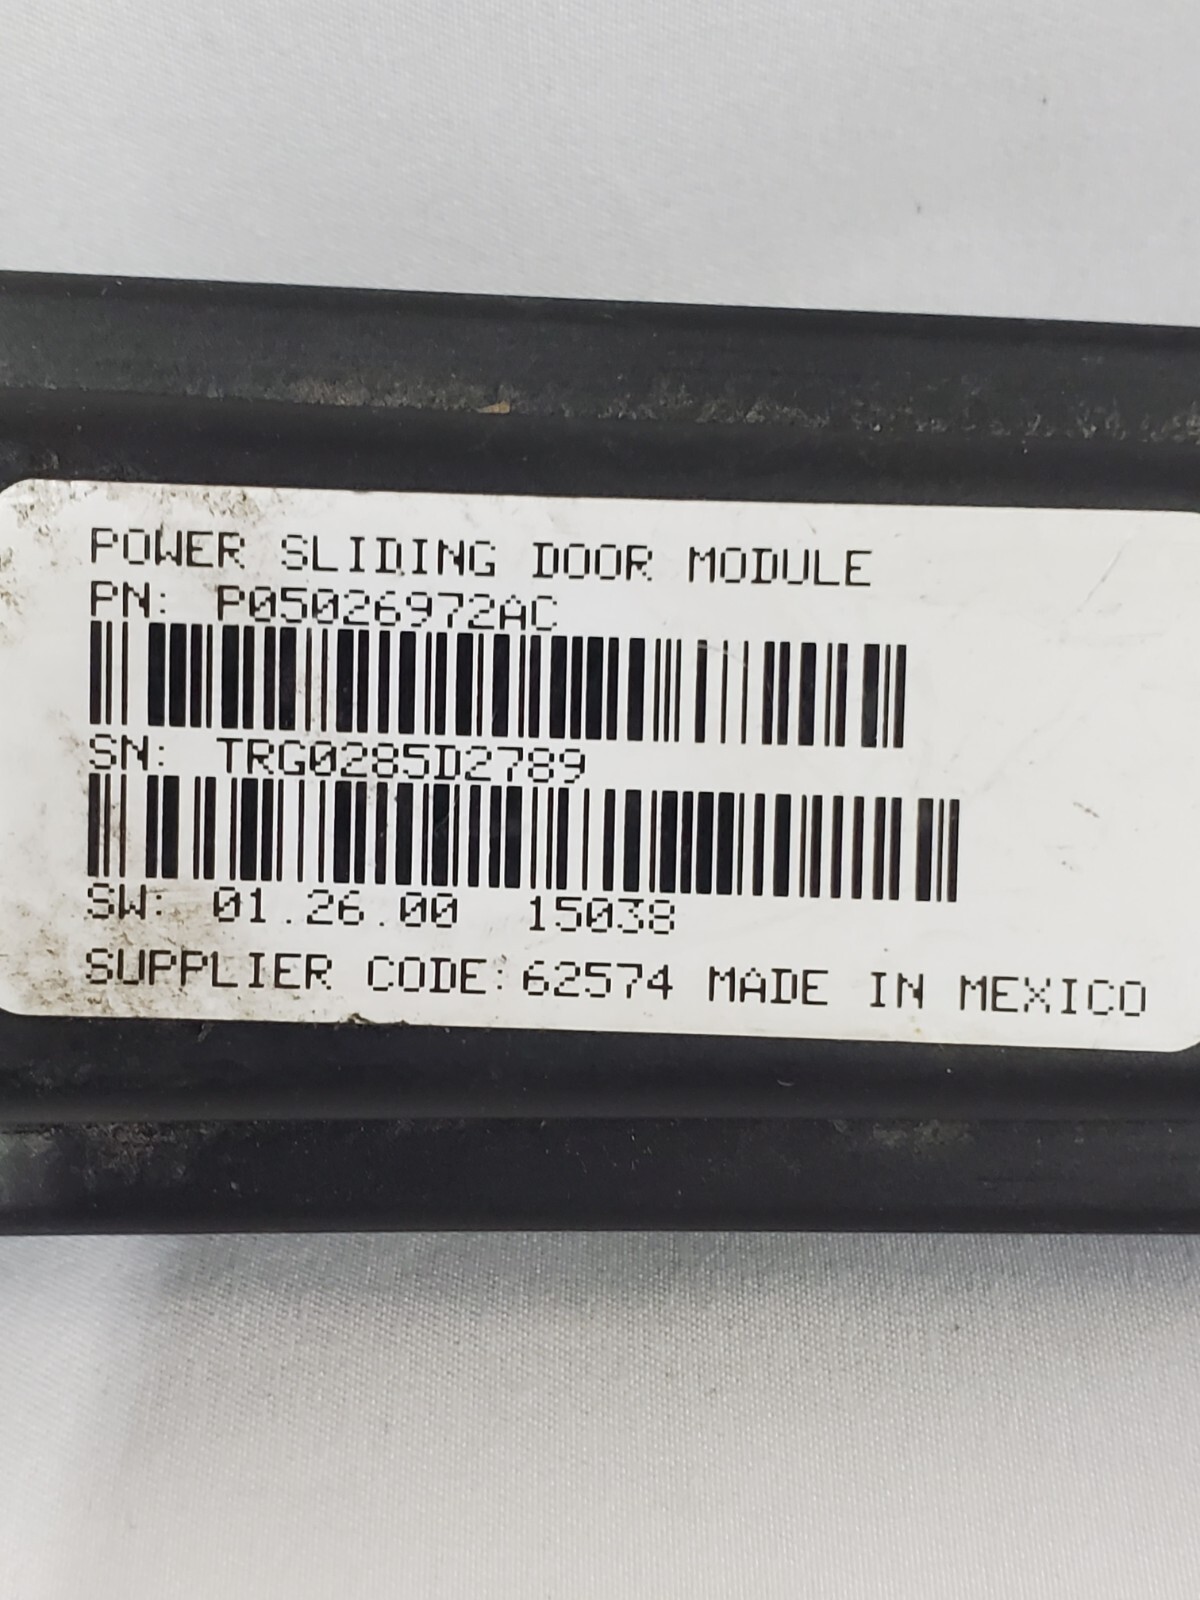 POWER SLIDING DOOR MODULE
PN: P05026972AC
SN: TRG0285D2789
SW: 01.26.00 15038
SUPPLIER CODE: 62574 MADE IN MEXICO